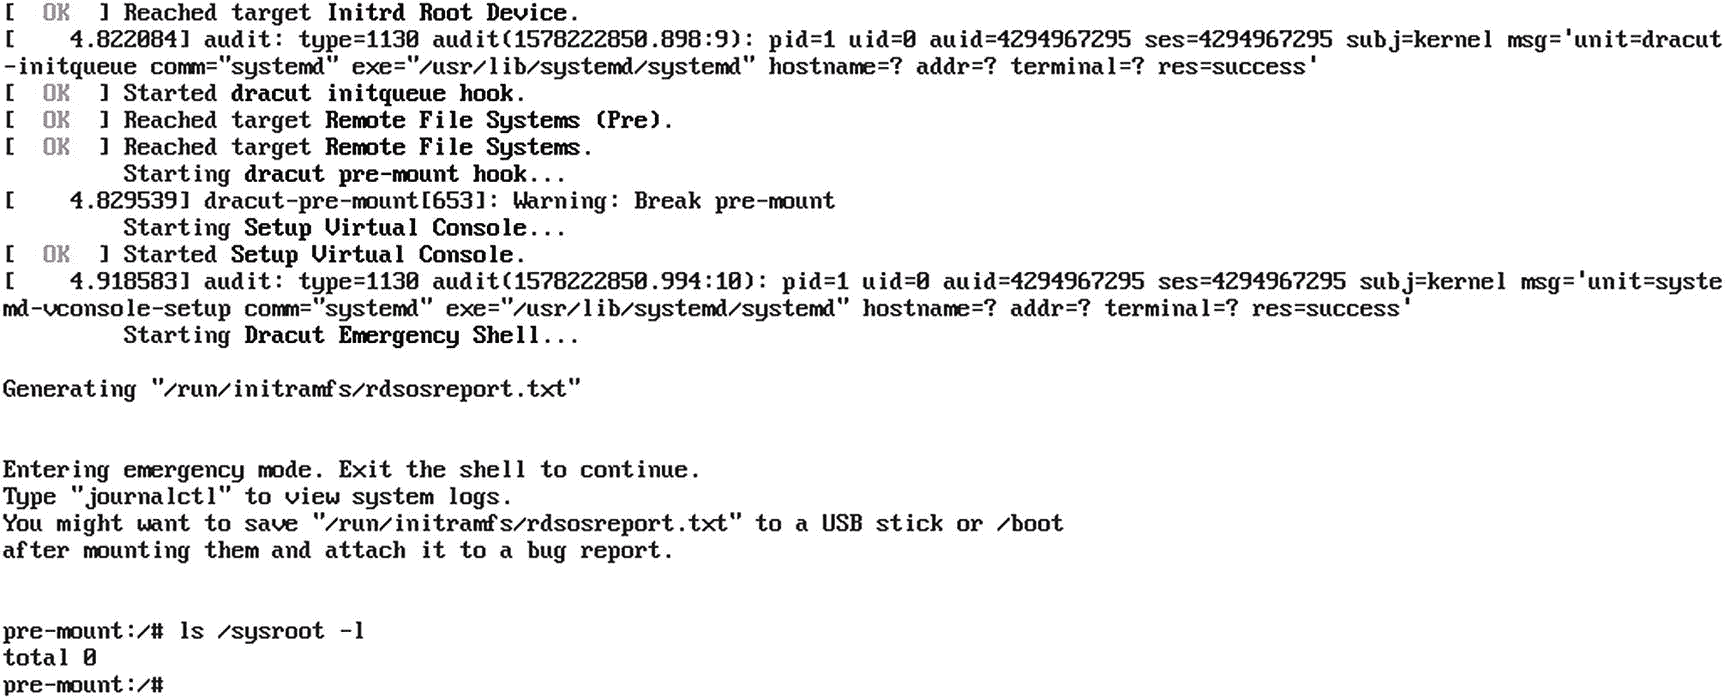 [  OK  ] Reached target Initrd Root Device.
[    4.822084] audit: type=1130 audit(1578222850.898:9): pid=1 uid=0 auid=4294967295 ses=4294967295 subj=kernel msg='unit=dracut
-initqueue comm="systemd" exe="/usr/lib/systemd/systemd" hostname=? addr=? terminal=? res=success'
[  OK  ] Started dracut initqueue hook.
[  OK  ] Reached target Remote File Systems (Pre).
[  OK  ] Reached target Remote File Systems.
         Starting dracut pre-mount hook...
[    4.829539] dracut-pre-mount[653]: Warning: Break pre-mount
         Starting Setup Virtual Console...
[  OK  ] Started Setup Virtual Console.
[    4.918583] audit: type=1130 audit(1578222850.994:10): pid=1 uid=0 auid=4294967295 ses=4294967295 subj=kernel msg='unit=syste
md-vconsole-setup comm="systemd" exe="/usr/lib/systemd/systemd" hostname=? addr=? terminal=? res=success'
         Starting Dracut Emergency Shell...
Generating "/run/initramfs/rdsosreport.txt"
Entering emergency mode. Exit the shell to continue.
Type "journalctl" to view system logs.
You might want to save "/run/initramfs/rdsosreport.txt" to a USB stick or /boot
after mounting them and attach it to a bug report.
pre-mount:/# ls /sysroot -l
total 0
pre-mount:/#